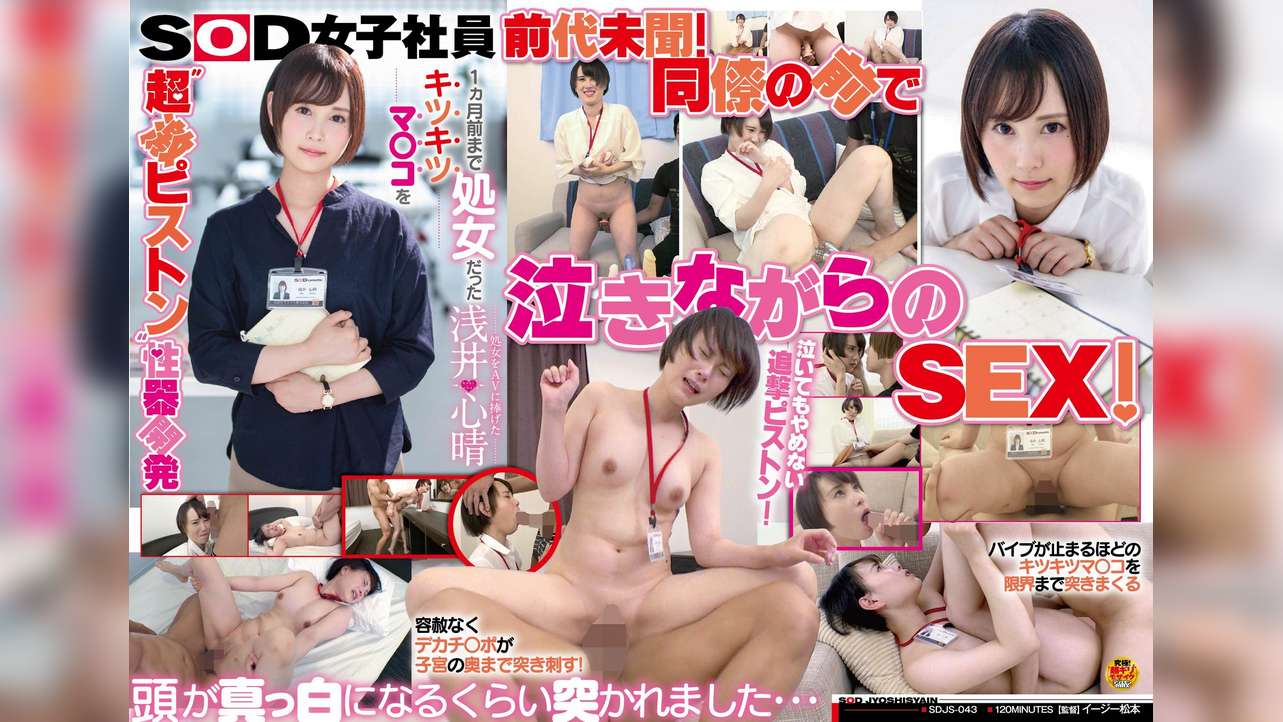 SOD女子社員
前代未聞!
同僚の前で
泣きながらの
SEX!
1ヵ月前まで処女だった
キツキツ
マ〇コを
"超激ピストン"性器多発
処女をAVに捧げた
浅井心晴
泣いてもやめない
追撃ピストン!
バイブが止まるほどの
キツキツマ〇コを
限界まで突きまくる
容赦なく
デカチ〇ポが
子宮の奥まで突き刺す!
頭が真っ白になるくらい突かれました・・・
SOD JYOSHISYAIN
SDJS-043 120MINUTES [監督] イージー松本